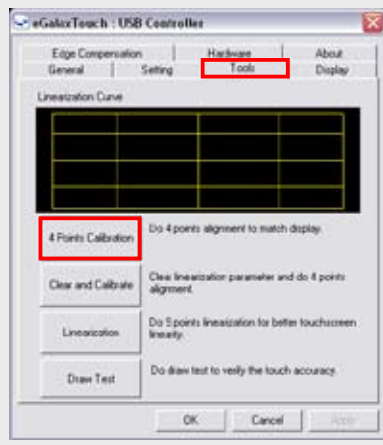 eGalaxTouch : USB Controller
Edge Compensation Hardware About
General Setting Tools Display
Linearization Curve
4 Points Calibration
Do 4 points alignment to match display.
Clear and Calibrate
Clear linearization parameter and do 4 points
alignment.
Linearization
Do 9 points linearization for better touchscreen
linearity.
Draw Test
Do draw test to verify the touch accuracy.
OK Cancel Apply